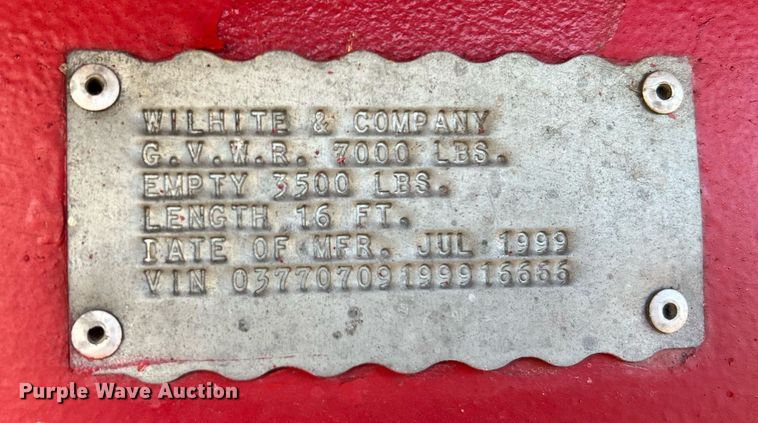 WILHITE & COMPANY
G.V.W.R. 7000 LBS.
EMPTY 3500 LBS.
LENGTH 16 FT.
DATE OF MFR. JUL 1999
VIN 03770709199916666
Purple Wave Auction